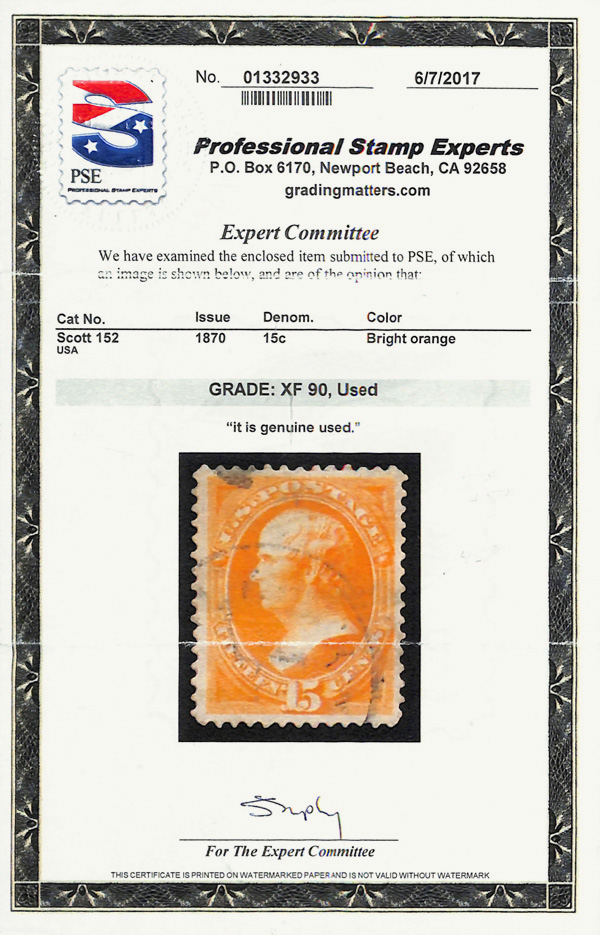 No. 01332933 6/7/2017
PSE
PROFESSIONAL STAMP EXPERTS
Professional Stamp Experts
P.O. Box 6170, Newport Beach, CA 92658
gradingmatters.com
Expert Committee
We have examined the enclosed item submitted to PSE, of which
an image is shown below, and are of the opinion that:
Cat No. Issue Denom. Color
Scott 152 1870 15c Bright orange
USA
GRADE: XF 90, Used
“it is genuine used.”
U.S. POSTAGE
FIFTEEN 15 CENTS
For The Expert Committee
THIS CERTIFICATE IS PRINTED ON WATERMARKED PAPER AND IS NOT VALID WITHOUT WATERMARK